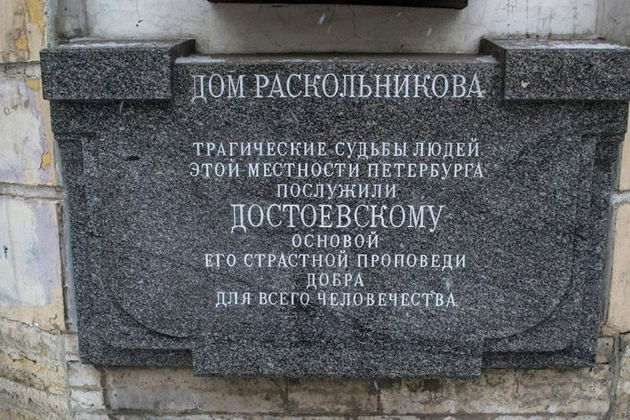 ДОМ РАСКОЛЬНИКОВА
ТРАГИЧЕСКИЕ СУДЬБЫ ЛЮДЕЙ
ЭТОЙ МЕСТНОСТИ ПЕТЕРБУРГА
ПОСЛУЖИЛИ
ДОСТОЕВСКОМУ
ОСНОВОЙ
ЕГО СТРАСТНОЙ ПРОПОВЕДИ
ДОБРА
ДЛЯ ВСЕГО ЧЕЛОВЕЧЕСТВА